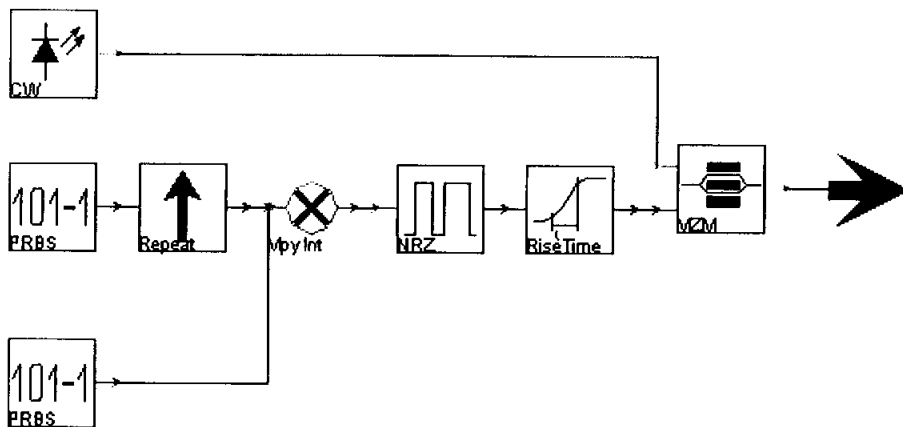 CW
101-1
PRBS
Repeat
Mpy Int
NRZ
RiseTime
MZM
101-1
PRBS